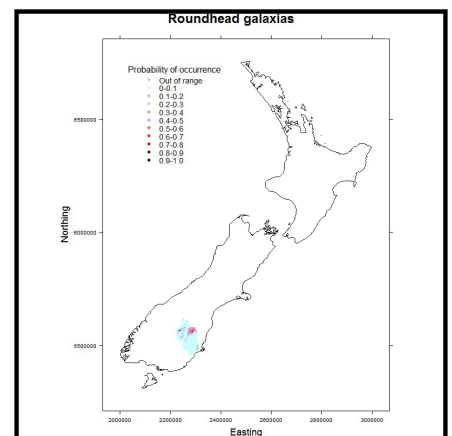 Roundhead galaxias
Probability of occurrence
Out of range
0-0.1
0.1-0.2
0.2-0.3
0.3-0.4
0.4-0.5
0.5-0.6
0.6-0.7
0.7-0.8
0.8-0.9
0.9-1.0
Northing
6500000
6000000
5500000
2000000 2200000 2400000 2600000 2800000 3000000
Easting